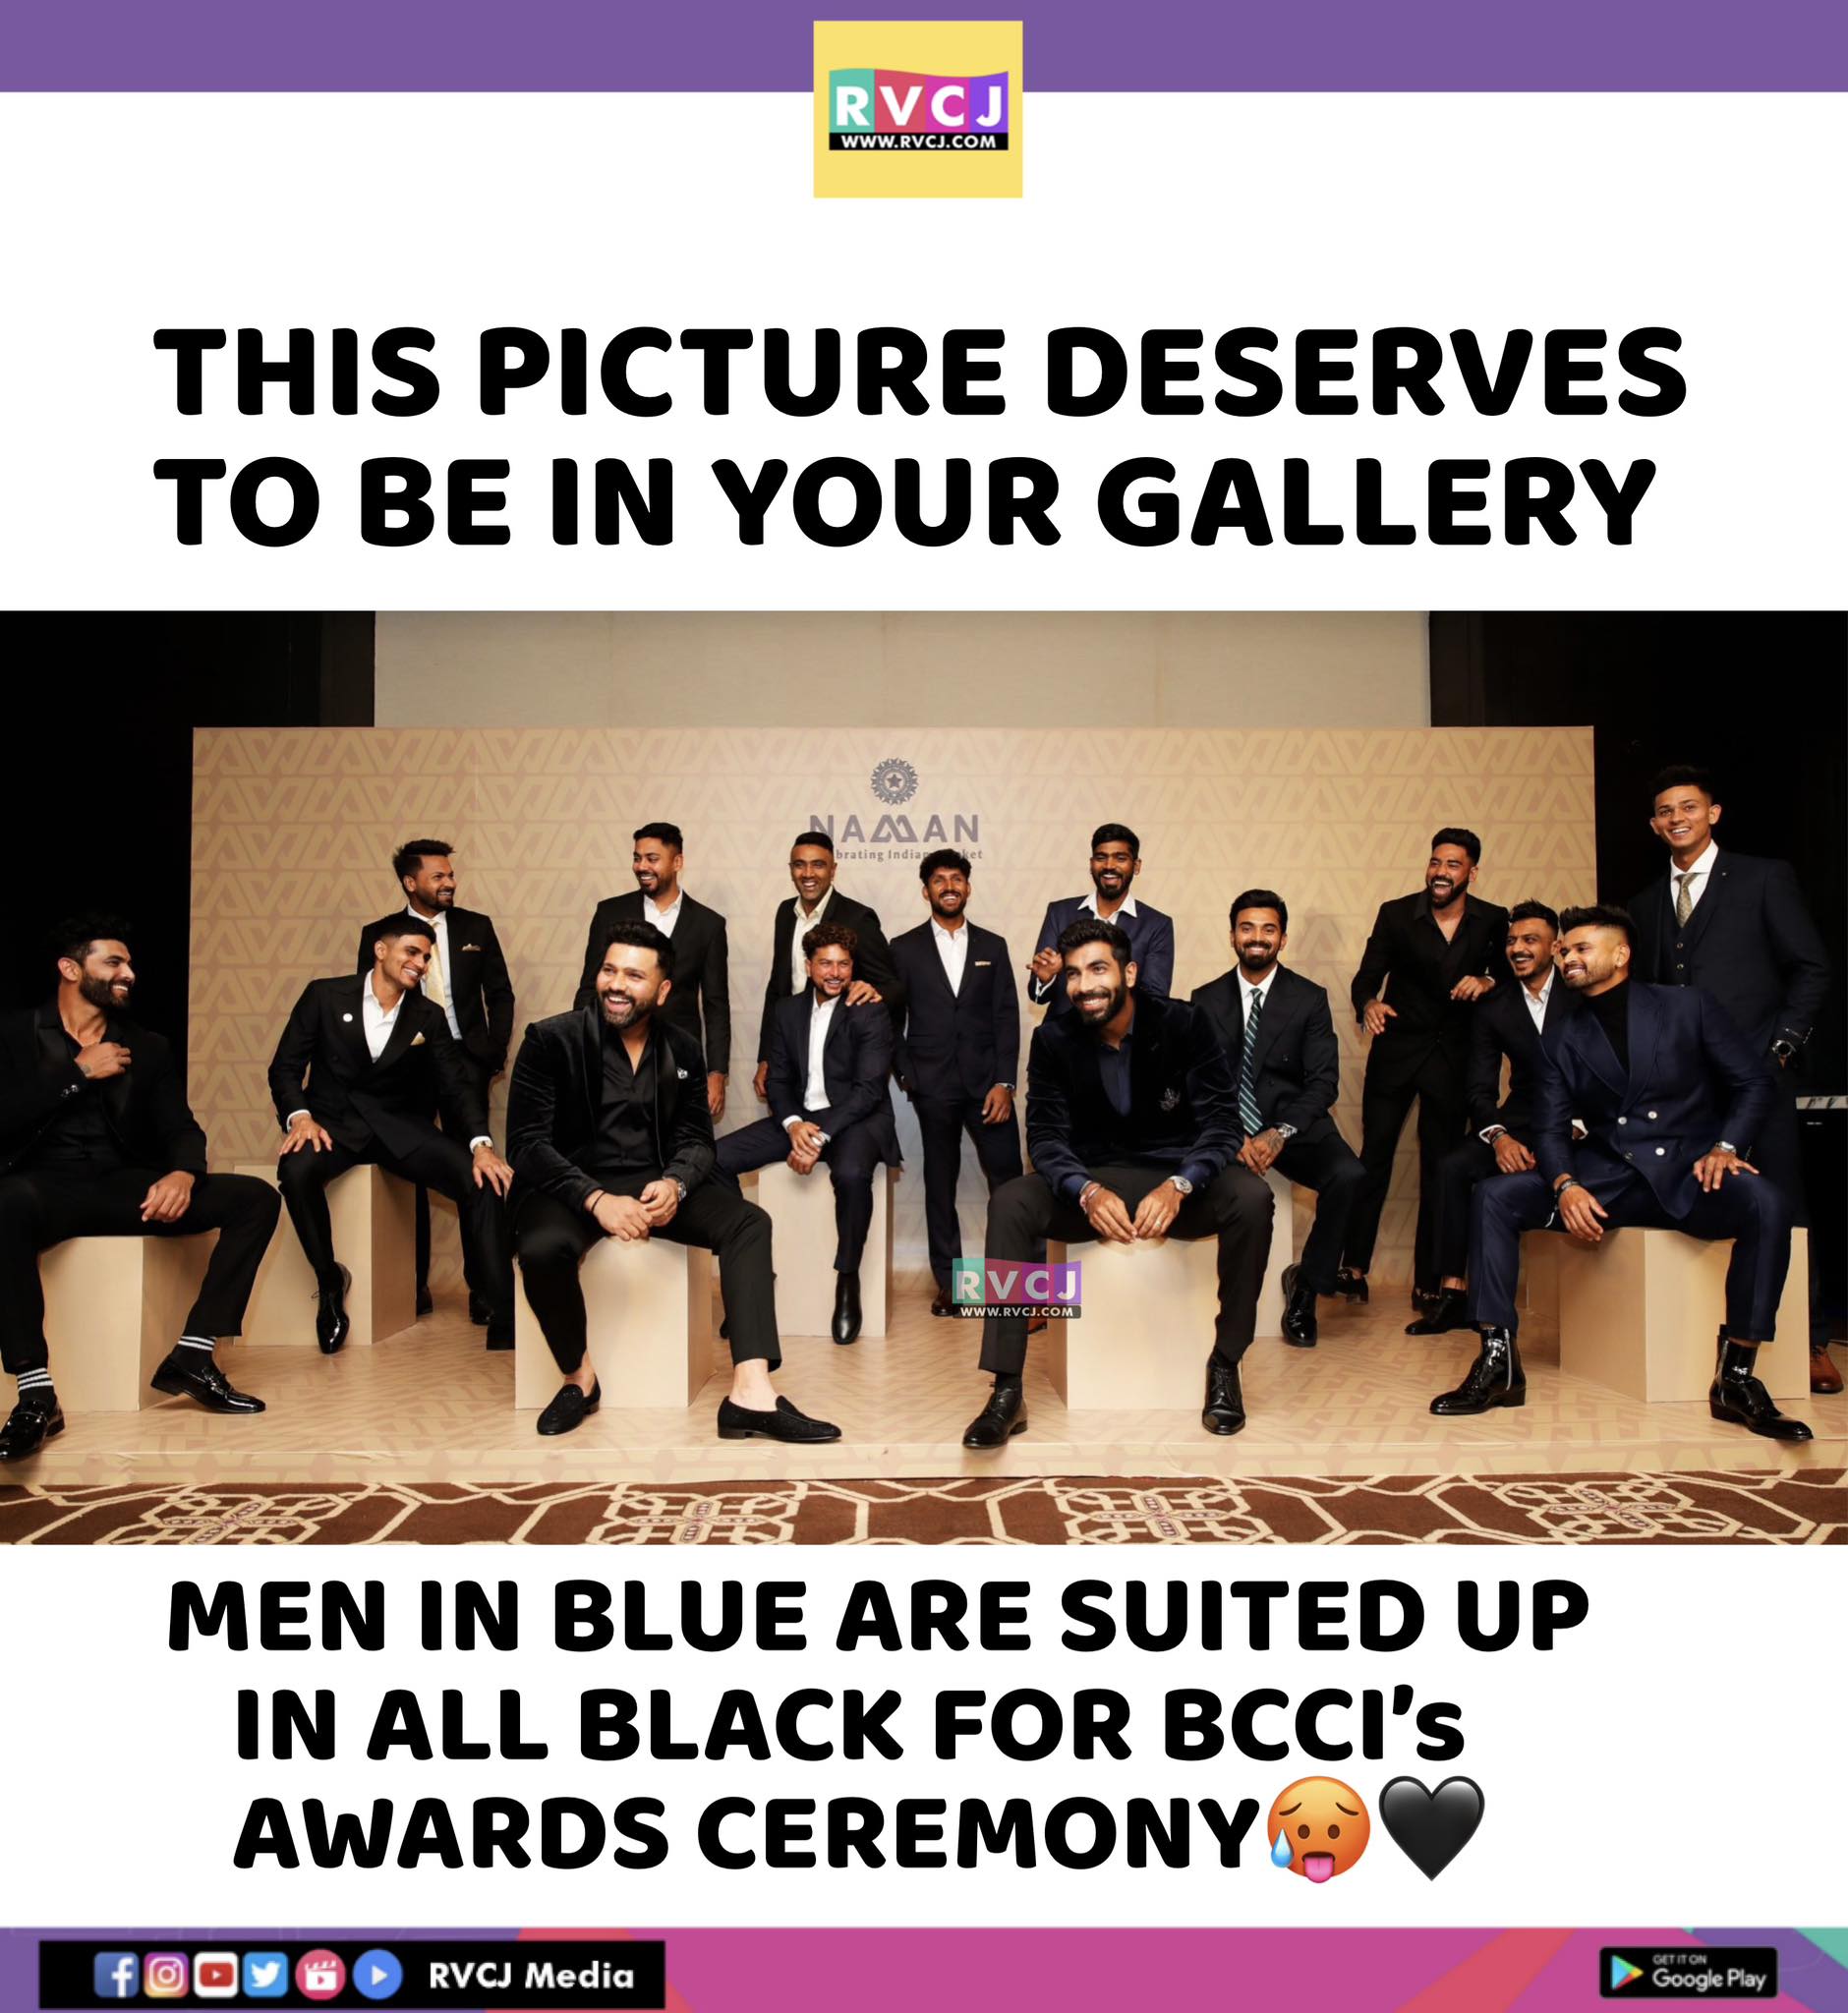 RVCJ
WWW.RVCJ.COM
THIS PICTURE DESERVES
TO BE IN YOUR GALLERY
NAMAN
RVCJ
WWW.RVCJ.COM
MEN IN BLUE ARE SUITED UP
IN ALL BLACK FOR BCCI’s
AWARDS CEREMONY🥵🖤
RVCJ Media
GET IT ON
Google Play